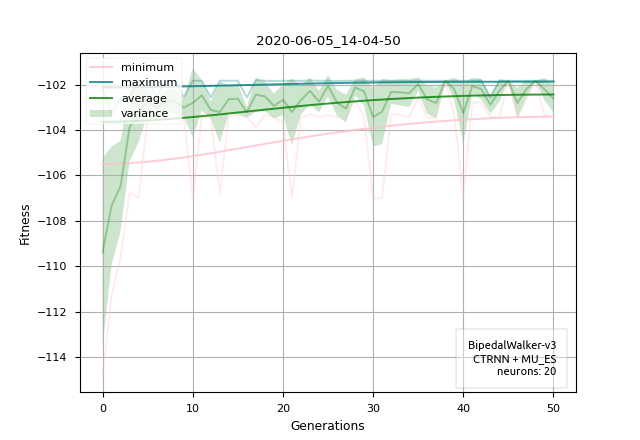 2020-06-05_14-04-50
minimum
maximum
average
variance
−102
−104
−106
−108
−110
−112
−114
Fitness
BipedalWalker-v3
CTRNN + MU_ES
neurons: 20
0 10 20 30 40 50
Generations